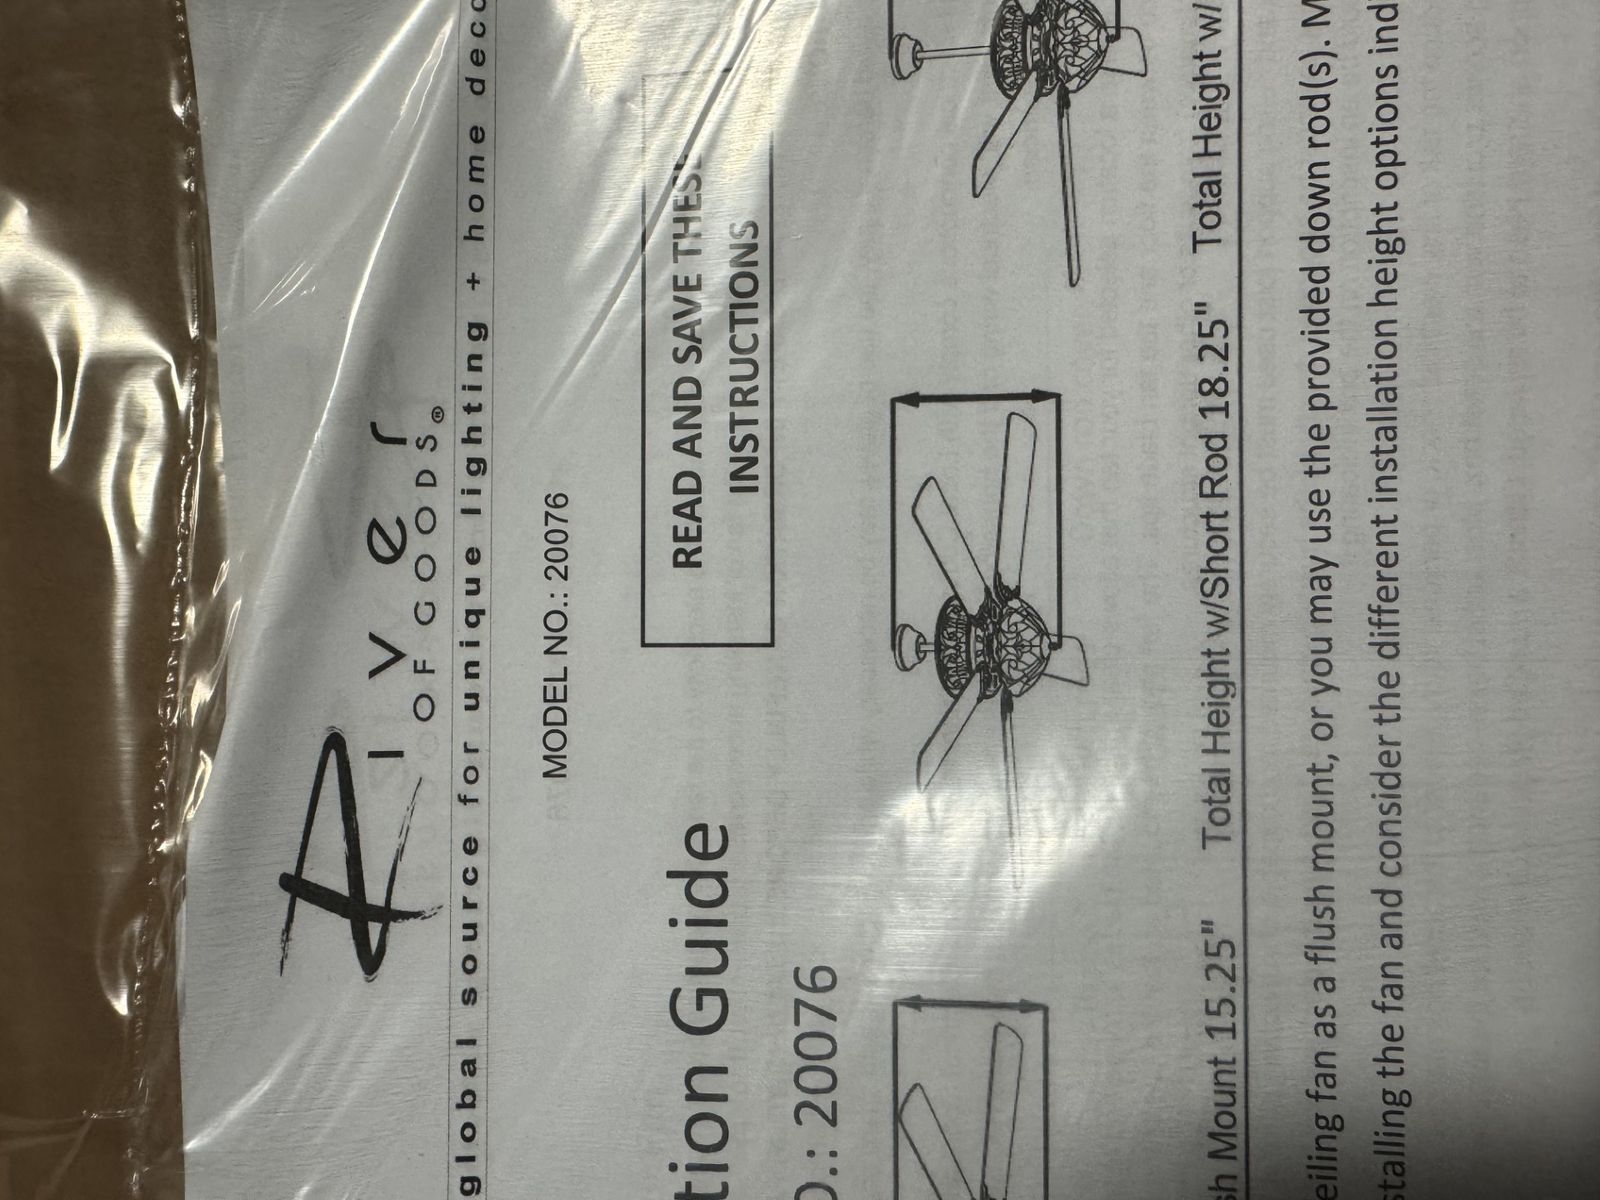 River
OF GOODS®
global source for unique lighting + home deco
MODEL NO.: 20076
READ AND SAVE THESE
INSTRUCTIONS
tion Guide
O.: 20076
sh Mount 15.25" Total Height w/Short Rod 18.25" Total Height w/
eiling fan as a flush mount, or you may use the provided down rod(s). M
stalling the fan and consider the different installation height options ind